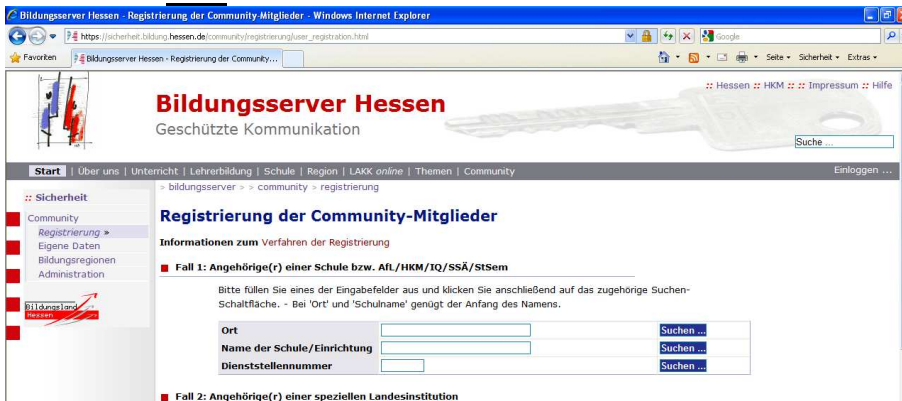 Bildungsserver Hessen - Registrierung der Community-Mitglieder - Windows Internet Explorer
https://sicherheit.bildung.hessen.de/community/registrierung/user_registration.html
Google
Favoriten
Bildungsserver Hessen - Registrierung der Community...
Seite
Sicherheit
Extras
:: Hessen :: HKM :: :: Impressum :: Hilfe
Bildungsserver Hessen
Geschützte Kommunikation
Suche ...
Start | Über uns | Unterricht | Lehrerbildung | Schule | Region | LAKK online | Themen | Community
Einloggen ...
> bildungsserver > > community > registrierung
:: Sicherheit
Community
Registrierung »
Eigene Daten
Bildungsregionen
Administration
Bildungsland
Hessen
Registrierung der Community-Mitglieder
Informationen zum Verfahren der Registrierung
Fall 1: Angehörige(r) einer Schule bzw. AfL/HKM/IQ/SSÄ/StSem
Bitte füllen Sie eines der Eingabefelder aus und klicken Sie anschließend auf das zugehörige Suchen-
Schaltfläche. - Bei 'Ort' und 'Schulname' genügt der Anfang des Namens.
Ort Suchen ...
Name der Schule/Einrichtung Suchen ...
Dienststellennummer Suchen ...
Fall 2: Angehörige(r) einer speziellen Landesinstitution